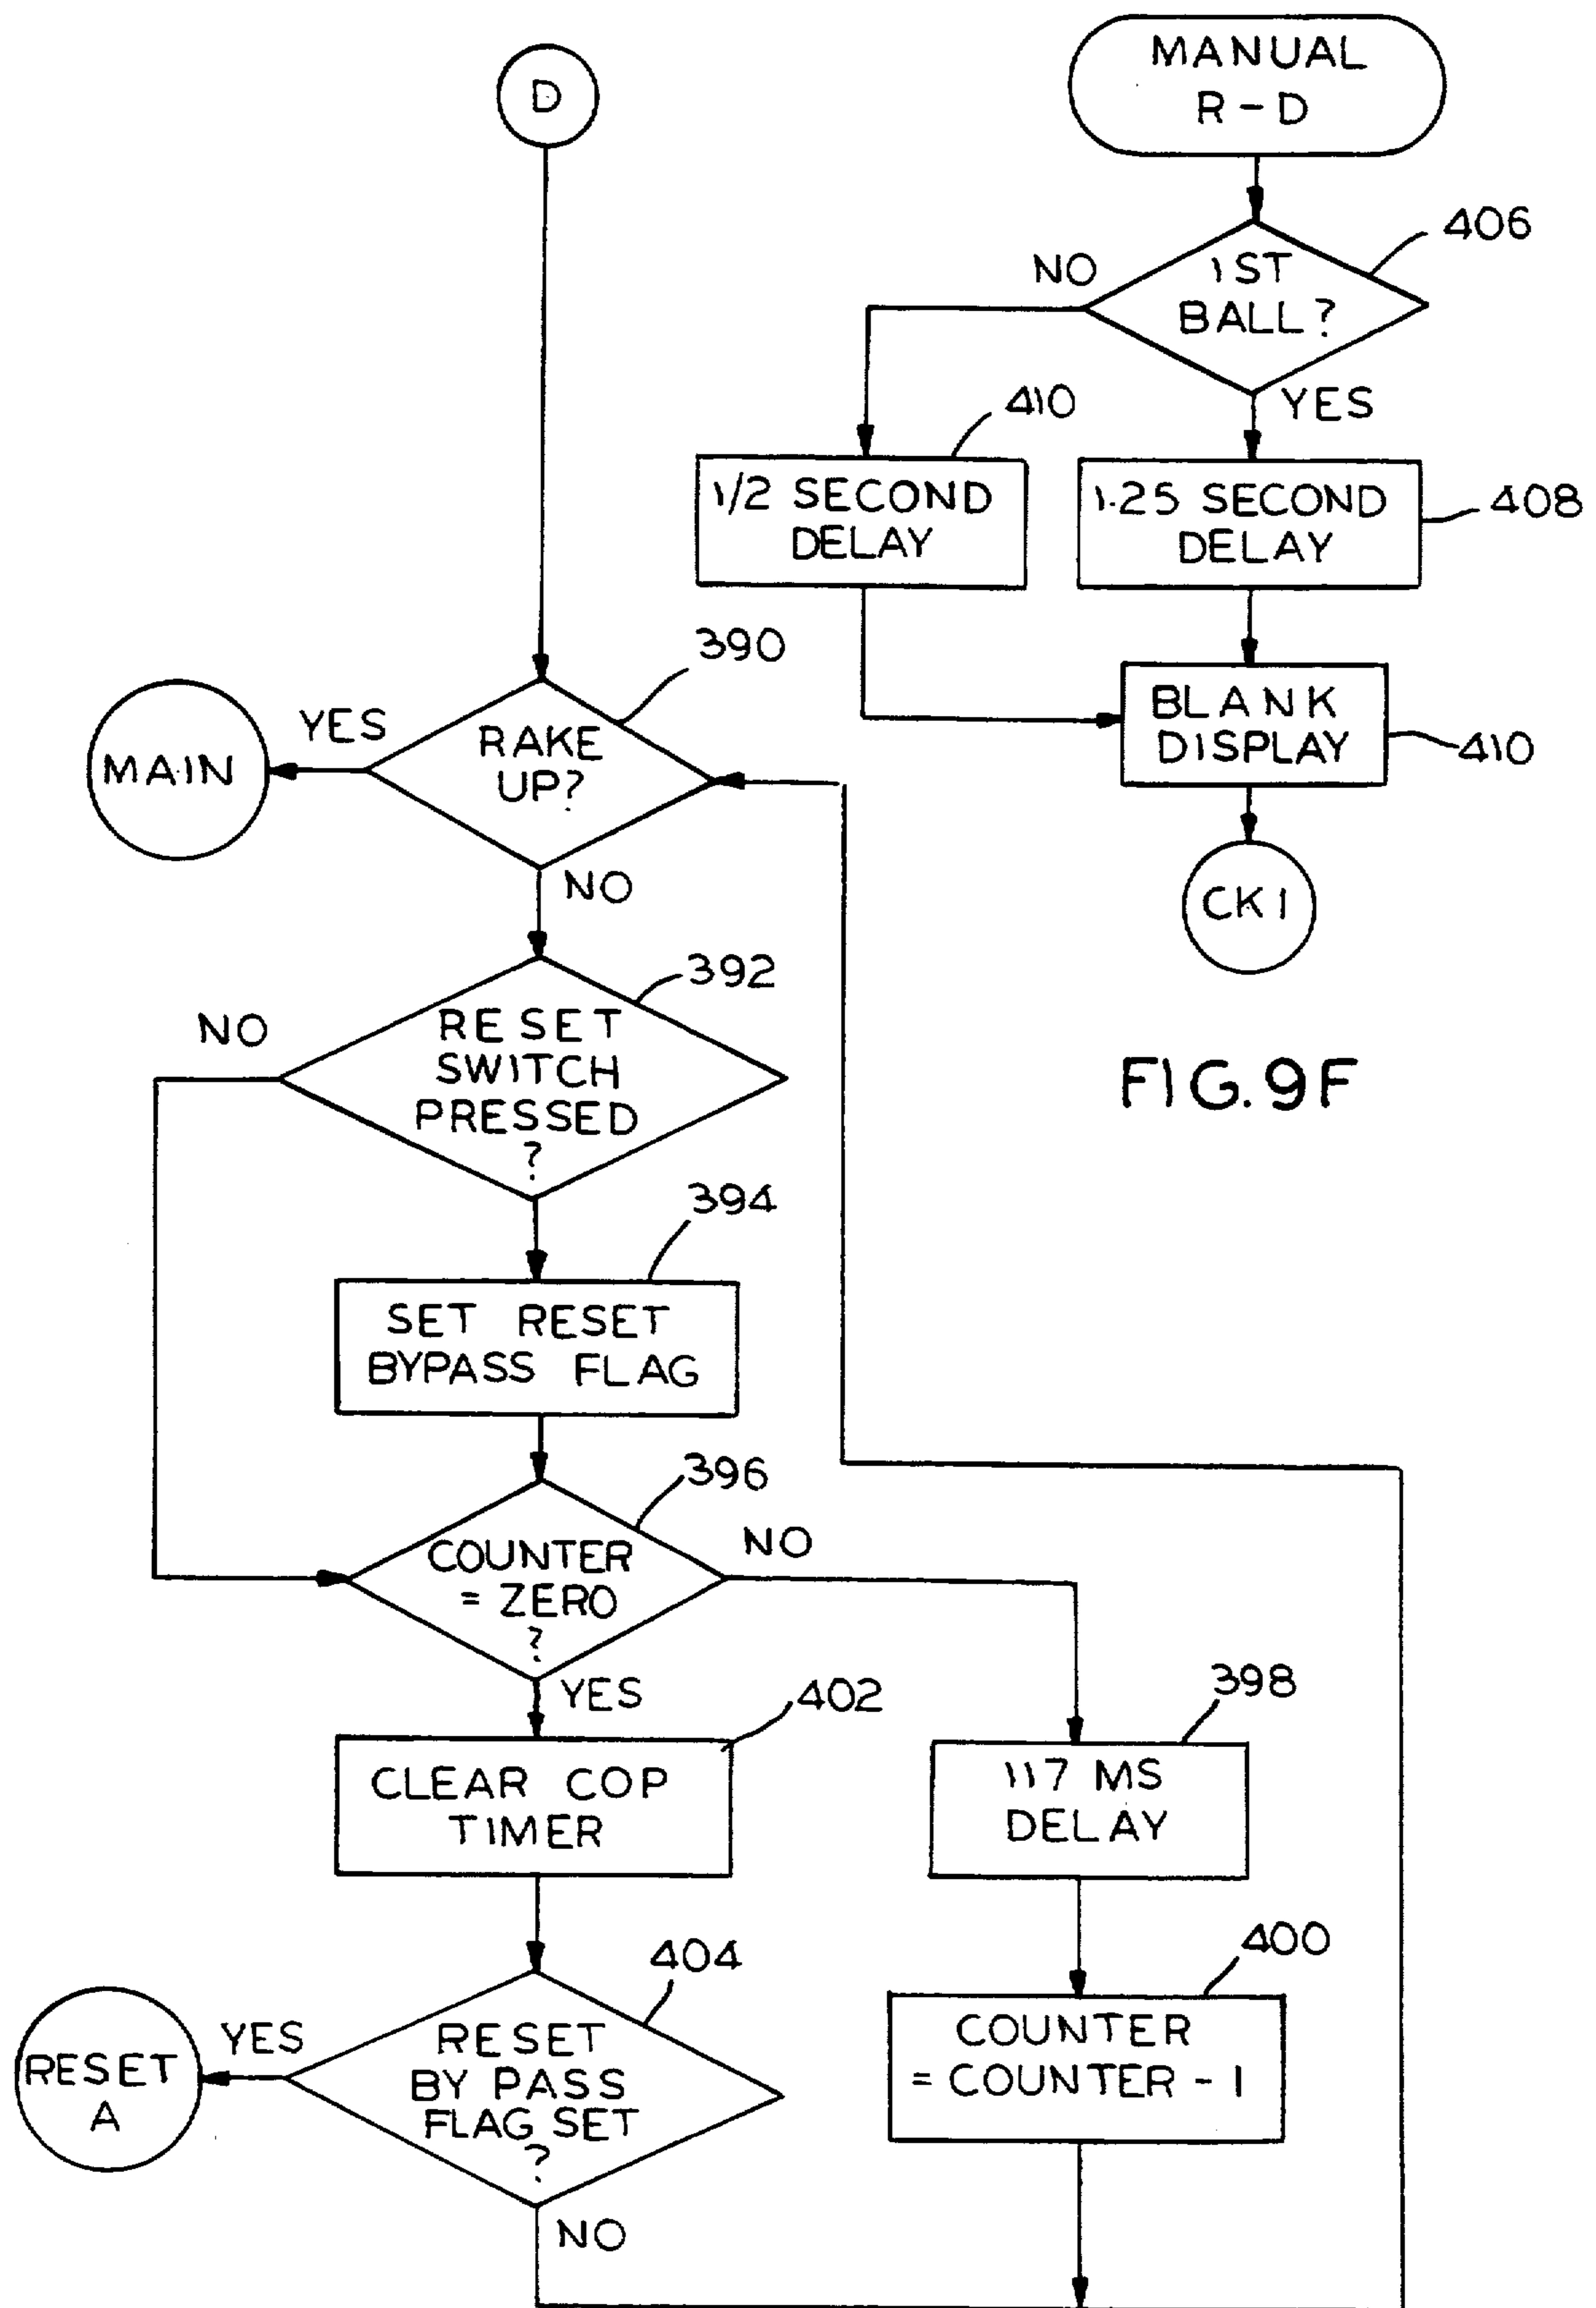 D
MANUAL
R-D
406
1ST
BALL?
NO
YES
410
1/2 SECOND
DELAY
1.25 SECOND
DELAY
408
BLANK
DISPLAY
410
CK1
FIG. 9F
390
RAKE
UP?
YES
MAIN
NO
392
RESET
SWITCH
PRESSED
?
NO
394
SET RESET
BYPASS FLAG
396
COUNTER
= ZERO
?
NO
YES
402
CLEAR COP
TIMER
398
117 MS
DELAY
400
COUNTER
= COUNTER - 1
404
RESET
BY PASS
FLAG SET
?
YES
RESET
A
NO